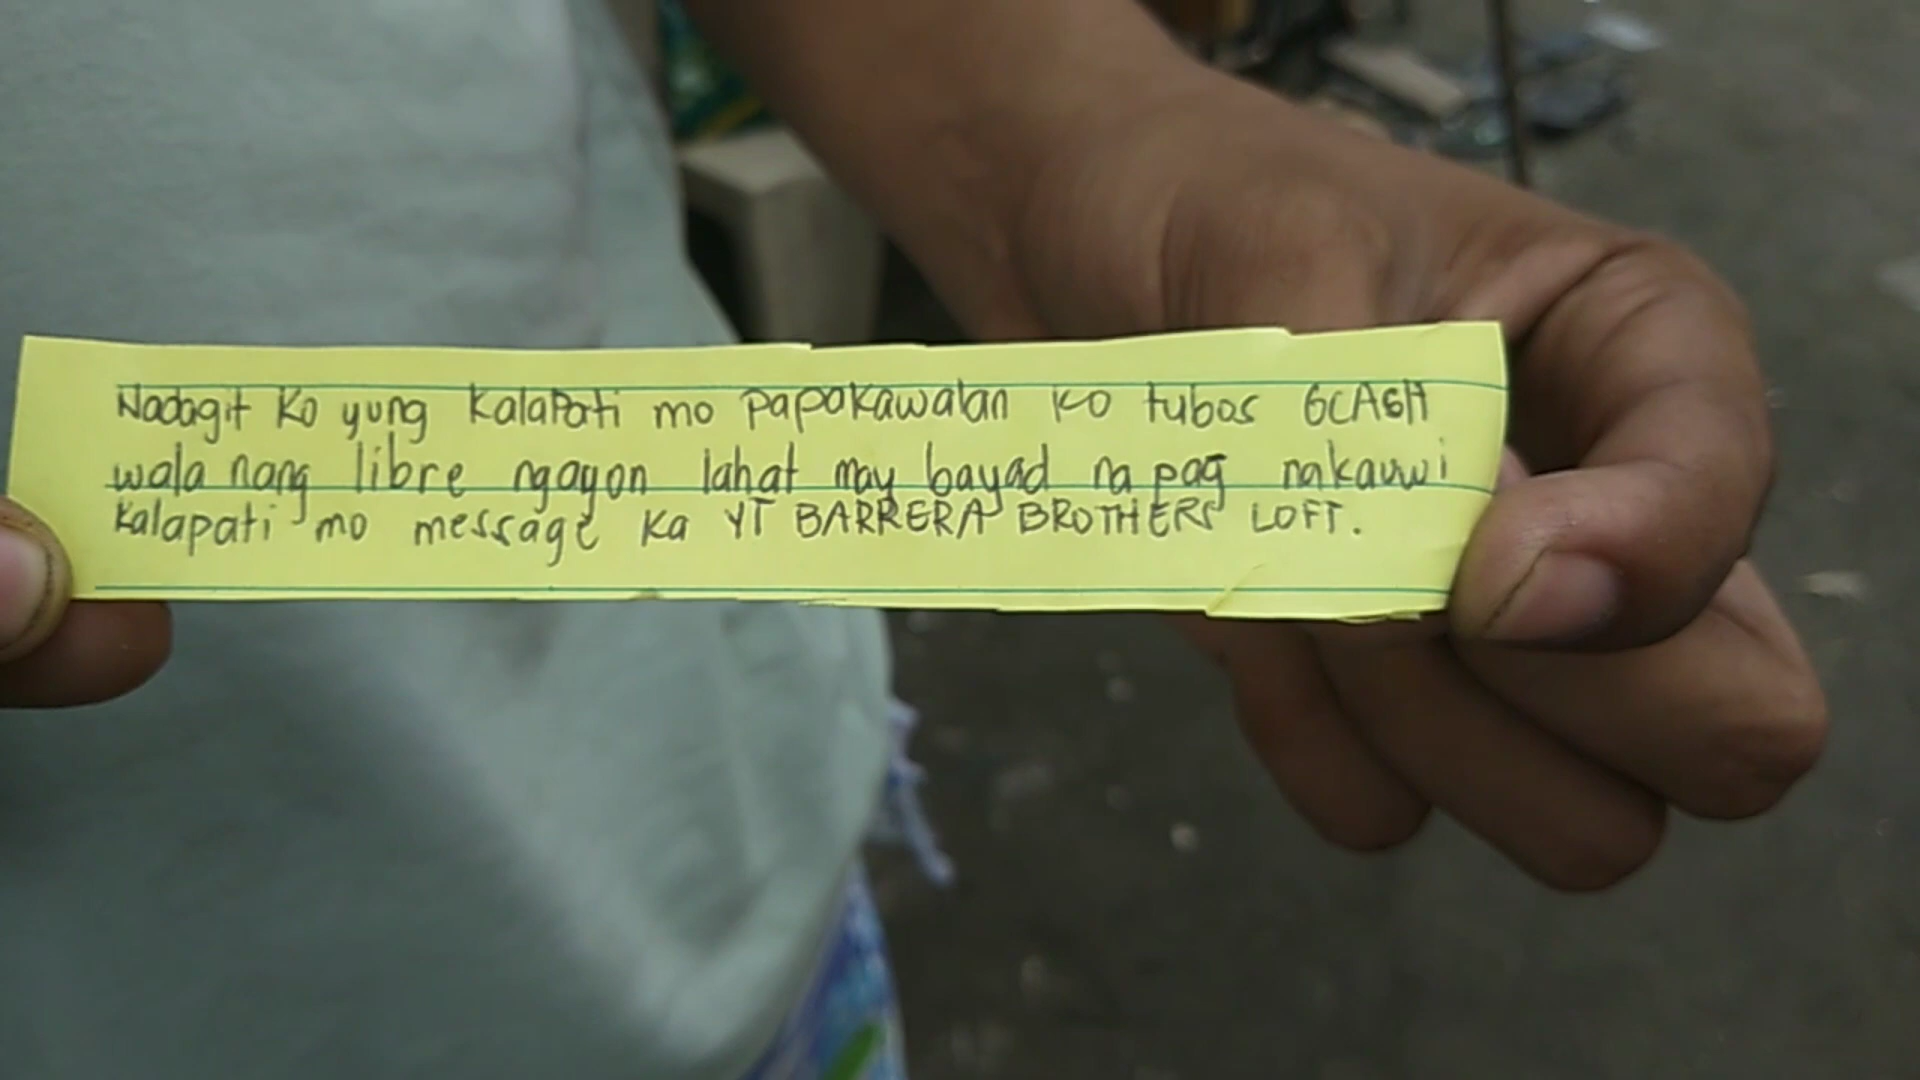 Nadagit Ko yung Kalapati mo papakawalan ko tubos GCASH
wala nang libre ngayon lahat may bayad na pag nakauwi
Kalapati mo message Ka YT BARRERA BROTHERS LOFT.